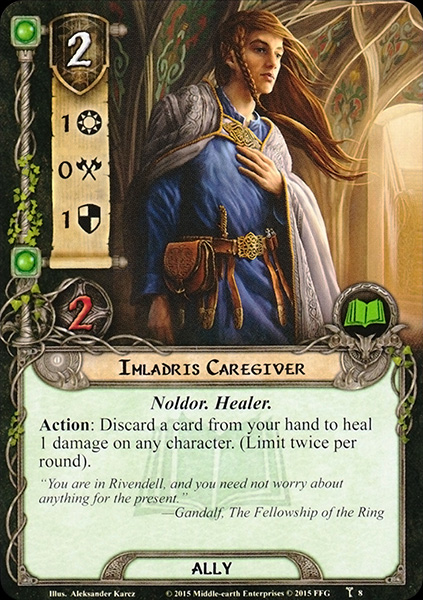 2
1
0
1
2
IMLADRIS CAREGIVER
Noldor. Healer.
Action: Discard a card from your hand to heal
1 damage on any character. (Limit twice per
round).
“You are in Rivendell, and you need not worry about
anything for the present.”
—Gandalf. The Fellowship of the Ring
ALLY
Illus. Aleksander Karcz © 2015 Middle-earth Enterprises © 2015 FFG 8